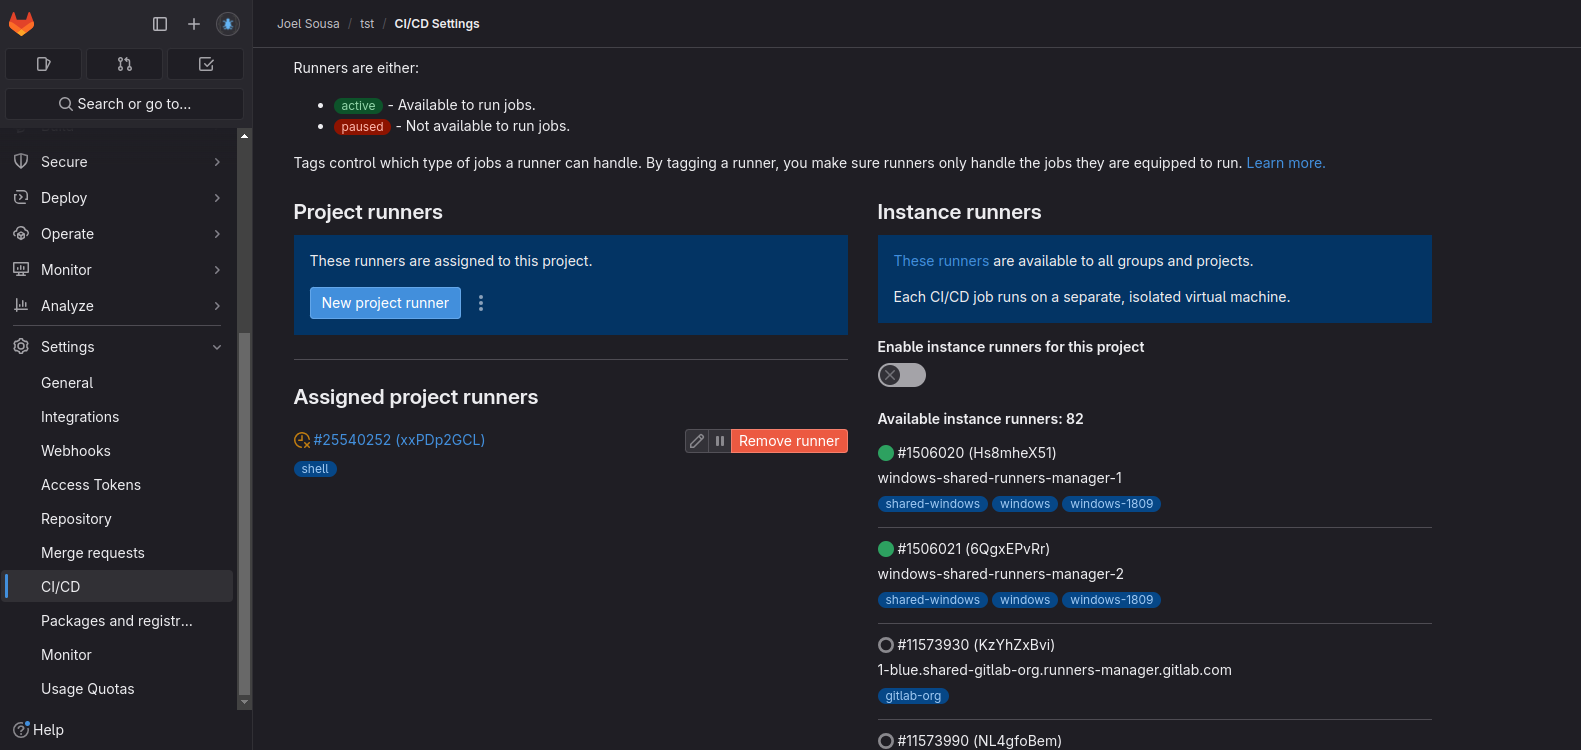 Joel Sousa / tst / CI/CD Settings
Search or go to...
Secure
Deploy
Operate
Monitor
Analyze
Settings
General
Integrations
Webhooks
Access Tokens
Repository
Merge requests
CI/CD
Packages and registr...
Monitor
Usage Quotas
Help
Runners are either:
• active - Available to run jobs.
• paused - Not available to run jobs.
Tags control which type of jobs a runner can handle. By tagging a runner, you make sure runners only handle the jobs they are equipped to run. Learn more.
Project runners
These runners are assigned to this project.
New project runner
Assigned project runners
#25540252 (xxPDp2GCL)
Remove runner
shell
Instance runners
These runners are available to all groups and projects.
Each CI/CD job runs on a separate, isolated virtual machine.
Enable instance runners for this project
Available instance runners: 82
#1506020 (Hs8mheX51)
windows-shared-runners-manager-1
shared-windows windows windows-1809
#1506021 (6QgxEPvRr)
windows-shared-runners-manager-2
shared-windows windows windows-1809
#11573930 (KzYhZxBvi)
1-blue.shared-gitlab-org.runners-manager.gitlab.com
gitlab-org
#11573990 (NL4gfoBem)